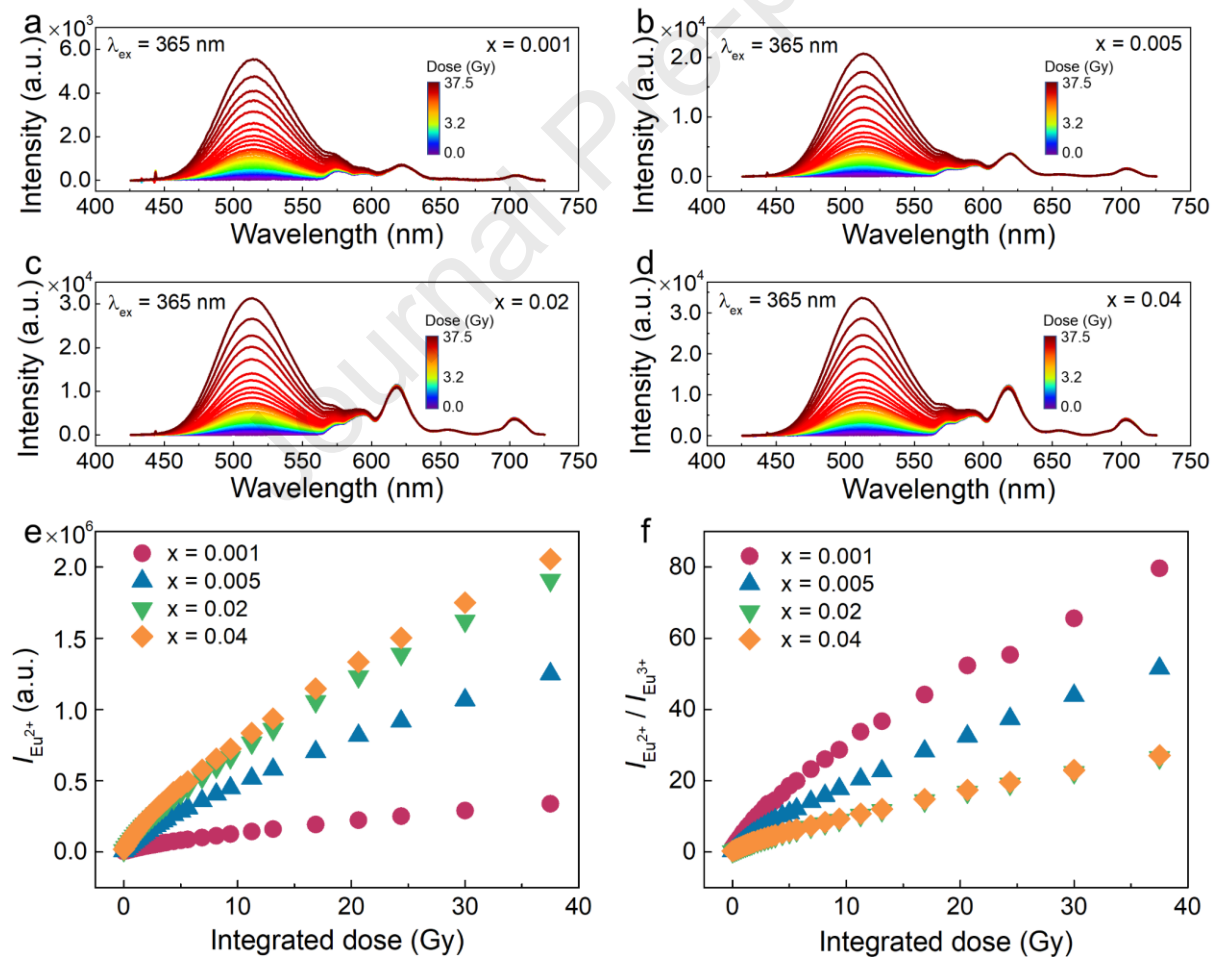 a
×10³
λex = 365 nm
x = 0.001
Dose (Gy)
37.5
3.2
0.0
6.0
4.0
2.0
0.0
Intensity (a.u.)
400 450 500 550 600 650 700 750
Wavelength (nm)
b
×10⁴
λex = 365 nm
x = 0.005
Dose (Gy)
37.5
3.2
0.0
2.0
1.0
0.0
Intensity (a.u.)
400 450 500 550 600 650 700 750
Wavelength (nm)
Journal Pre-p
c
×10⁴
λex = 365 nm
x = 0.02
Dose (Gy)
37.5
3.2
0.0
3.0
2.0
1.0
0.0
Intensity (a.u.)
400 450 500 550 600 650 700 750
Wavelength (nm)
d
×10⁴
λex = 365 nm
x = 0.04
Dose (Gy)
37.5
3.2
0.0
3.0
2.0
1.0
0.0
Intensity (a.u.)
400 450 500 550 600 650 700 750
Wavelength (nm)
e
×10⁶
x = 0.001
x = 0.005
x = 0.02
x = 0.04
2.0
1.5
1.0
0.5
0.0
I Eu²⁺ (a.u.)
0 10 20 30 40
Integrated dose (Gy)
f
x = 0.001
x = 0.005
x = 0.02
x = 0.04
80
60
40
20
0
I Eu²⁺ / I Eu³⁺
0 10 20 30 40
Integrated dose (Gy)